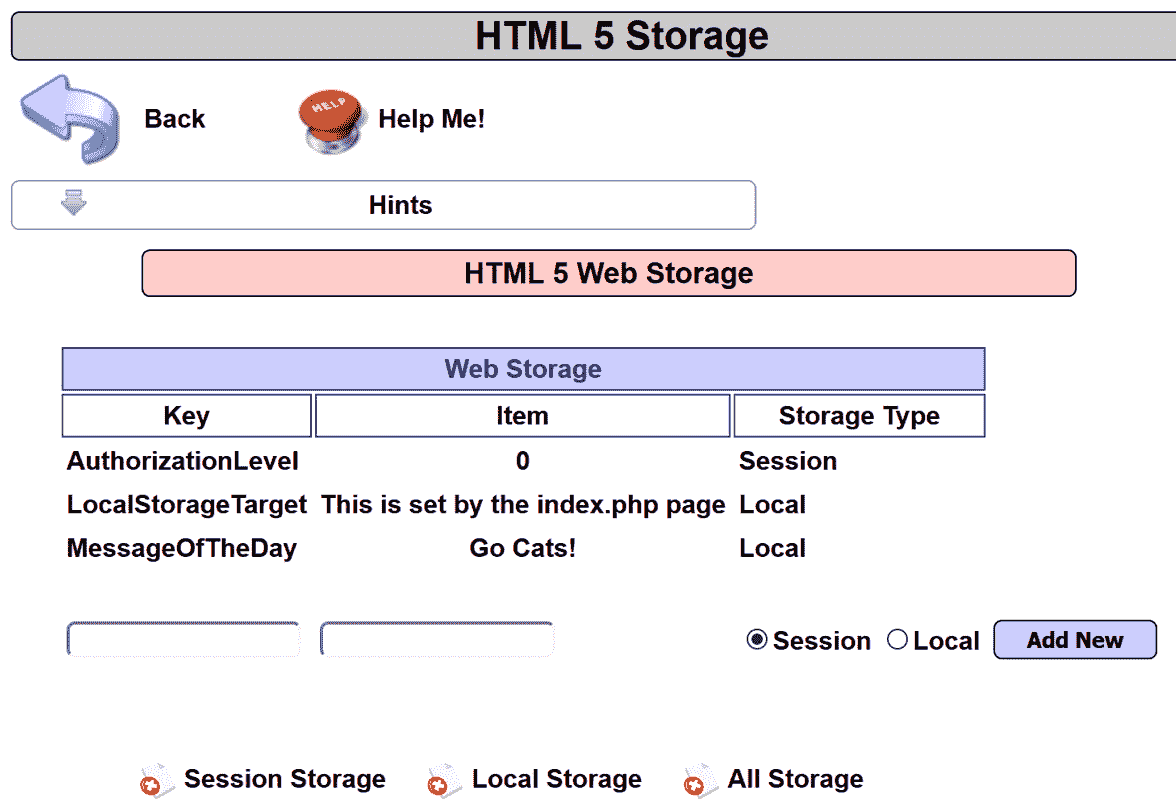 HTML 5 Storage
Back
HELP
Help Me!
Hints
HTML 5 Web Storage
Web Storage
Key Item Storage Type
AuthorizationLevel 0 Session
LocalStorageTarget This is set by the index.php page Local
MessageOfTheDay Go Cats! Local
Session Local Add New
Session Storage Local Storage All Storage